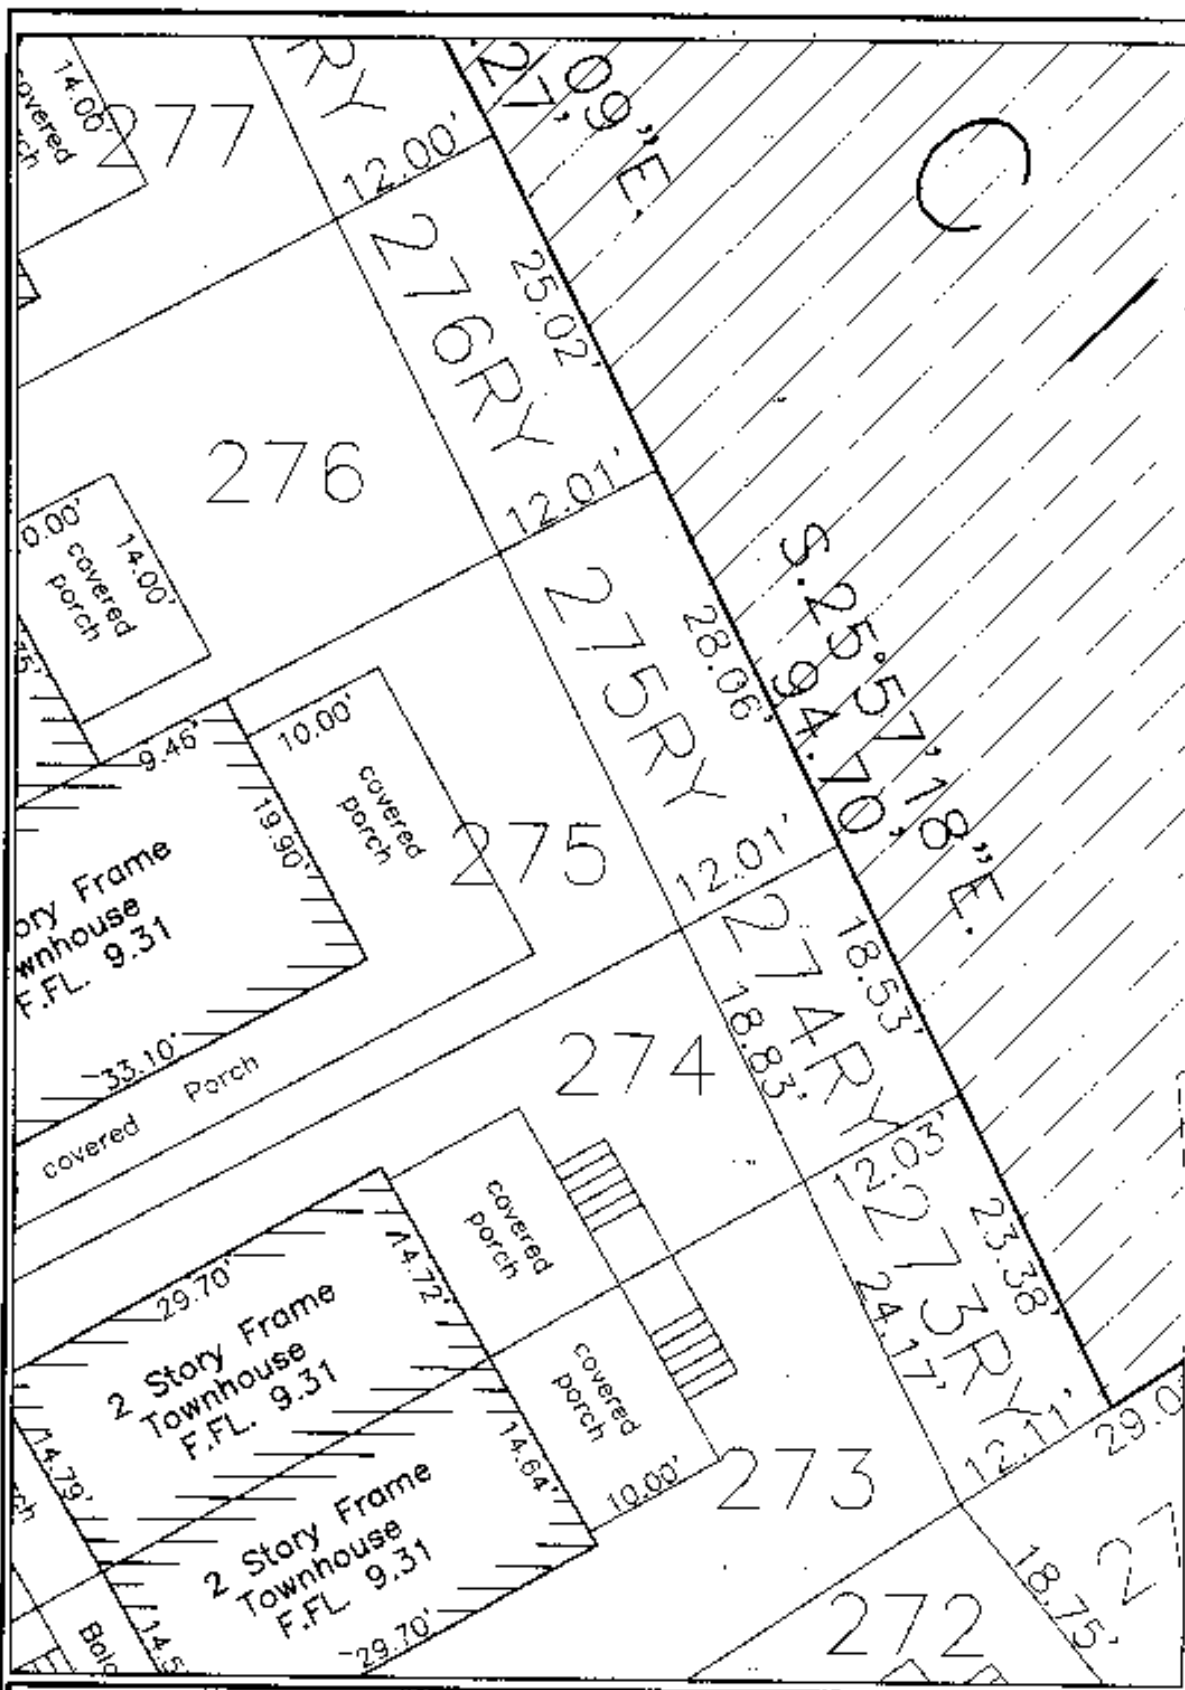 RY
27'
09"E.
14.00'
covered
277
12.00'
276RY
25.02'
276
12.01'
14.00'
covered
porch
S.25°57'18"E.
94.70'
275RY
28.06'
9.46'
10.00'
covered
porch
19.90'
275
12.01'
Townhouse
F.FL. 9.31
33.10'
covered Porch
274RY
18.53'
18.83'
274
12.03'
covered
porch
14.72'
29.70'
2 Story Frame
Townhouse
F.FL. 9.31
273RY
23.38'
24.17'
covered
porch
14.64'
10.00'
273
12.11'
14.79'
2 Story Frame
Townhouse
F.FL. 9.31
29.70'
272
18.75'
27